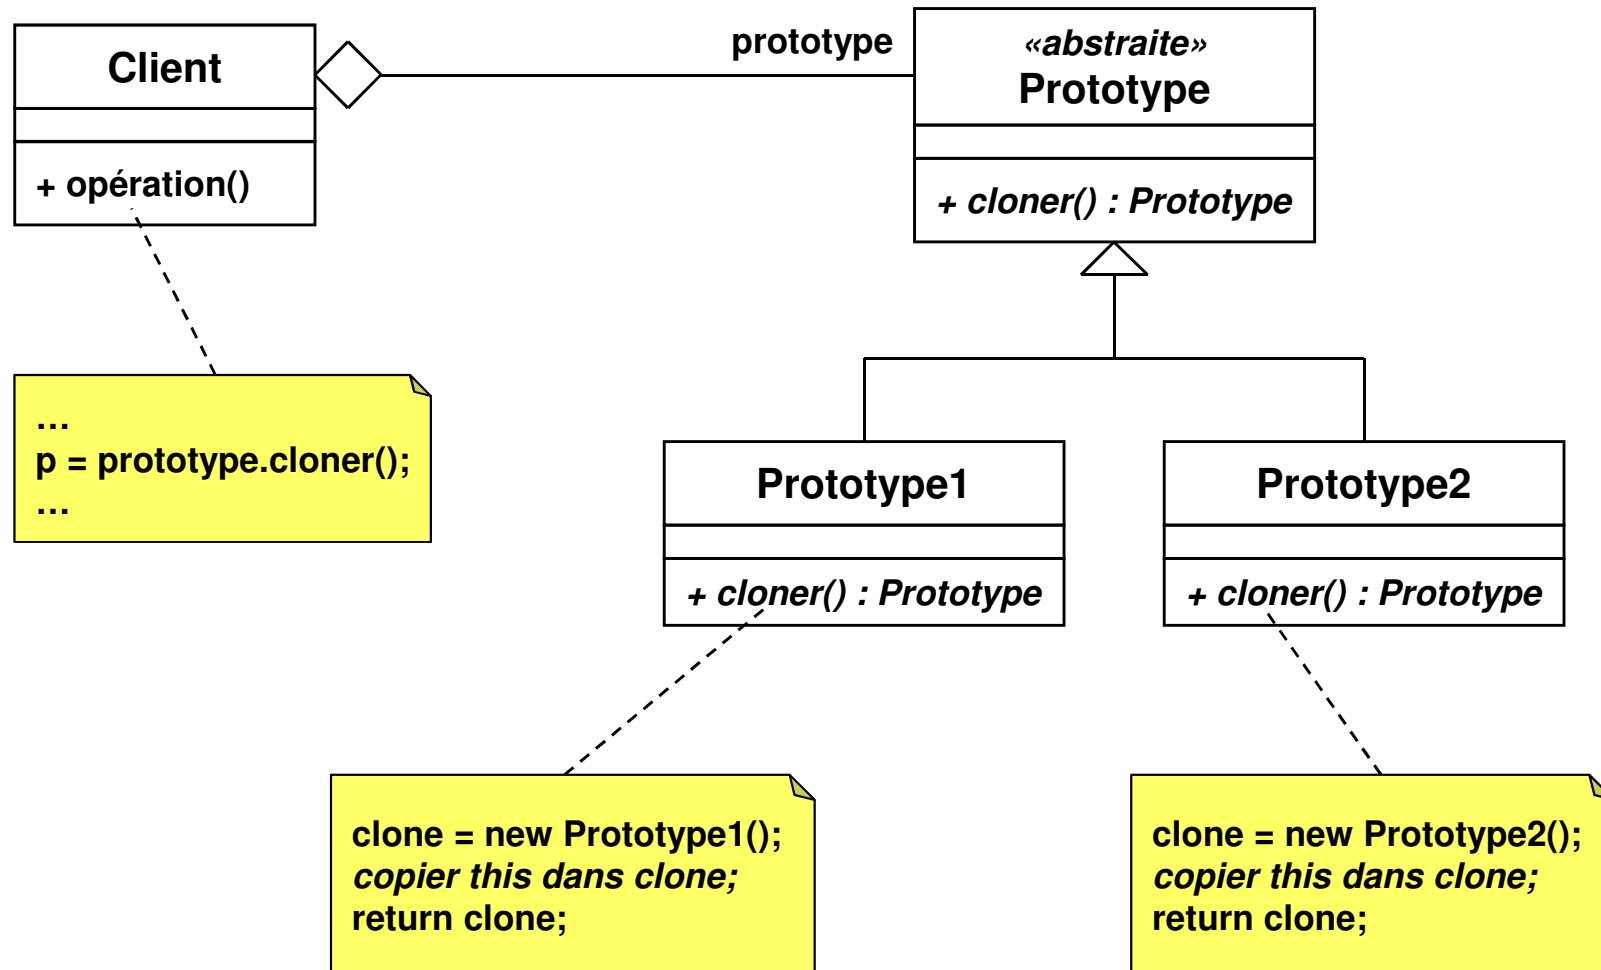 Client
+ opération()
prototype
«abstraite»
Prototype
+ cloner() : Prototype
…
p = prototype.cloner();
…
Prototype1
+ cloner() : Prototype
Prototype2
+ cloner() : Prototype
clone = new Prototype1();
copier this dans clone;
return clone;
clone = new Prototype2();
copier this dans clone;
return clone;